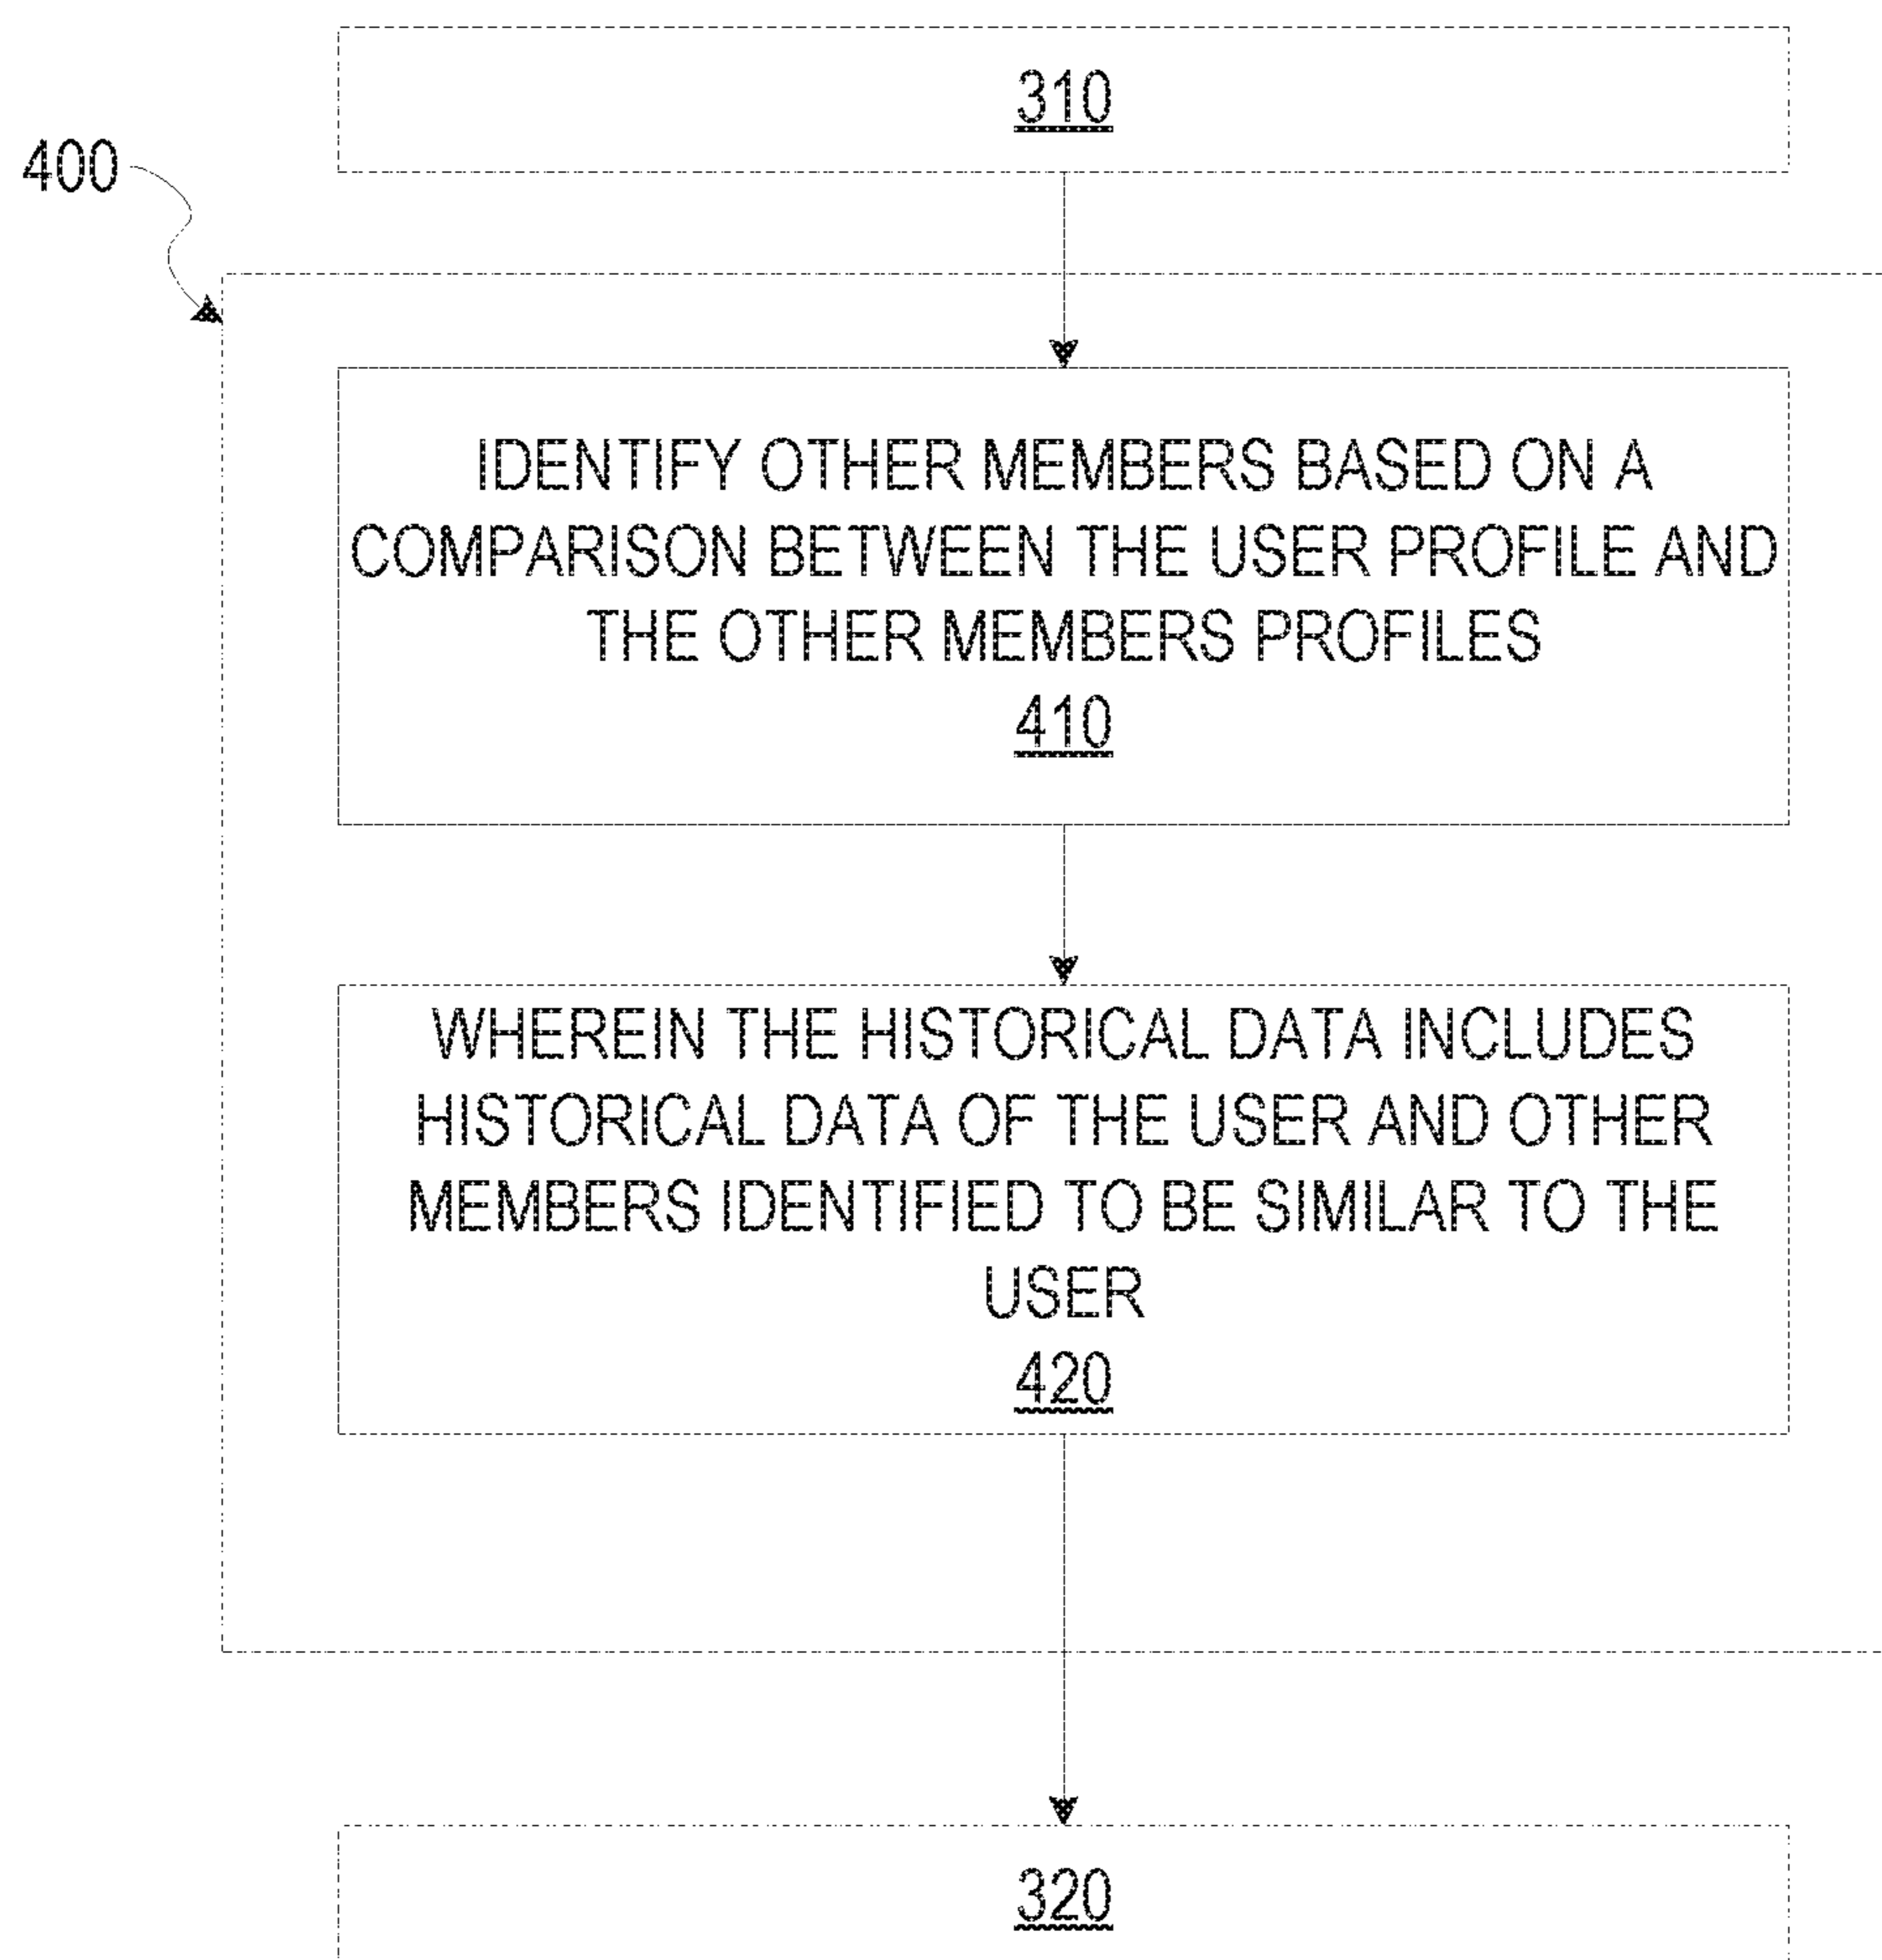 310
400
IDENTIFY OTHER MEMBERS BASED ON A
COMPARISON BETWEEN THE USER PROFILE AND
THE OTHER MEMBERS PROFILES
410
WHEREIN THE HISTORICAL DATA INCLUDES
HISTORICAL DATA OF THE USER AND OTHER
MEMBERS IDENTIFIED TO BE SIMILAR TO THE
USER
420
320